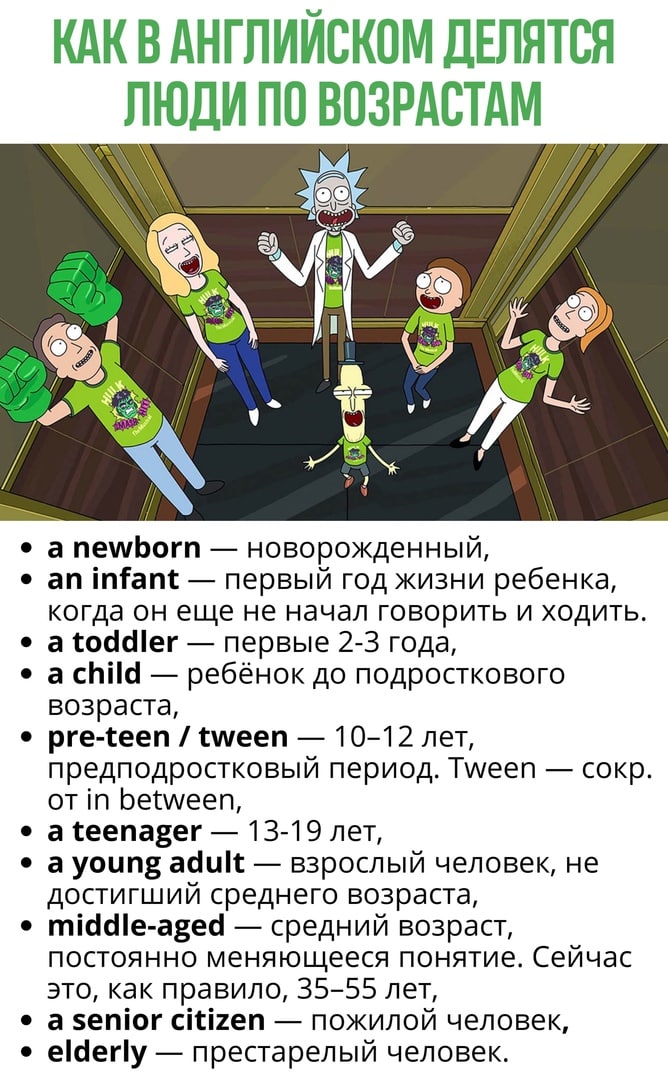 КАК В АНГЛИЙСКОМ ДЕЛЯТСЯ
ЛЮДИ ПО ВОЗРАСТАМ
HULK
HULK
HULK
HULK
• a newborn — новорожденный,
• an infant — первый год жизни ребенка,
когда он еще не начал говорить и ходить.
• a toddler — первые 2-3 года,
• a child — ребёнок до подросткового
возраста,
• pre-teen / tween — 10–12 лет,
предподростковый период. Tween — сокр.
от in between,
• a teenager — 13-19 лет,
• a young adult — взрослый человек, не
достигший среднего возраста,
• middle-aged — средний возраст,
постоянно меняющееся понятие. Сейчас
это, как правило, 35–55 лет,
• a senior citizen — пожилой человек,
• elderly — престарелый человек.